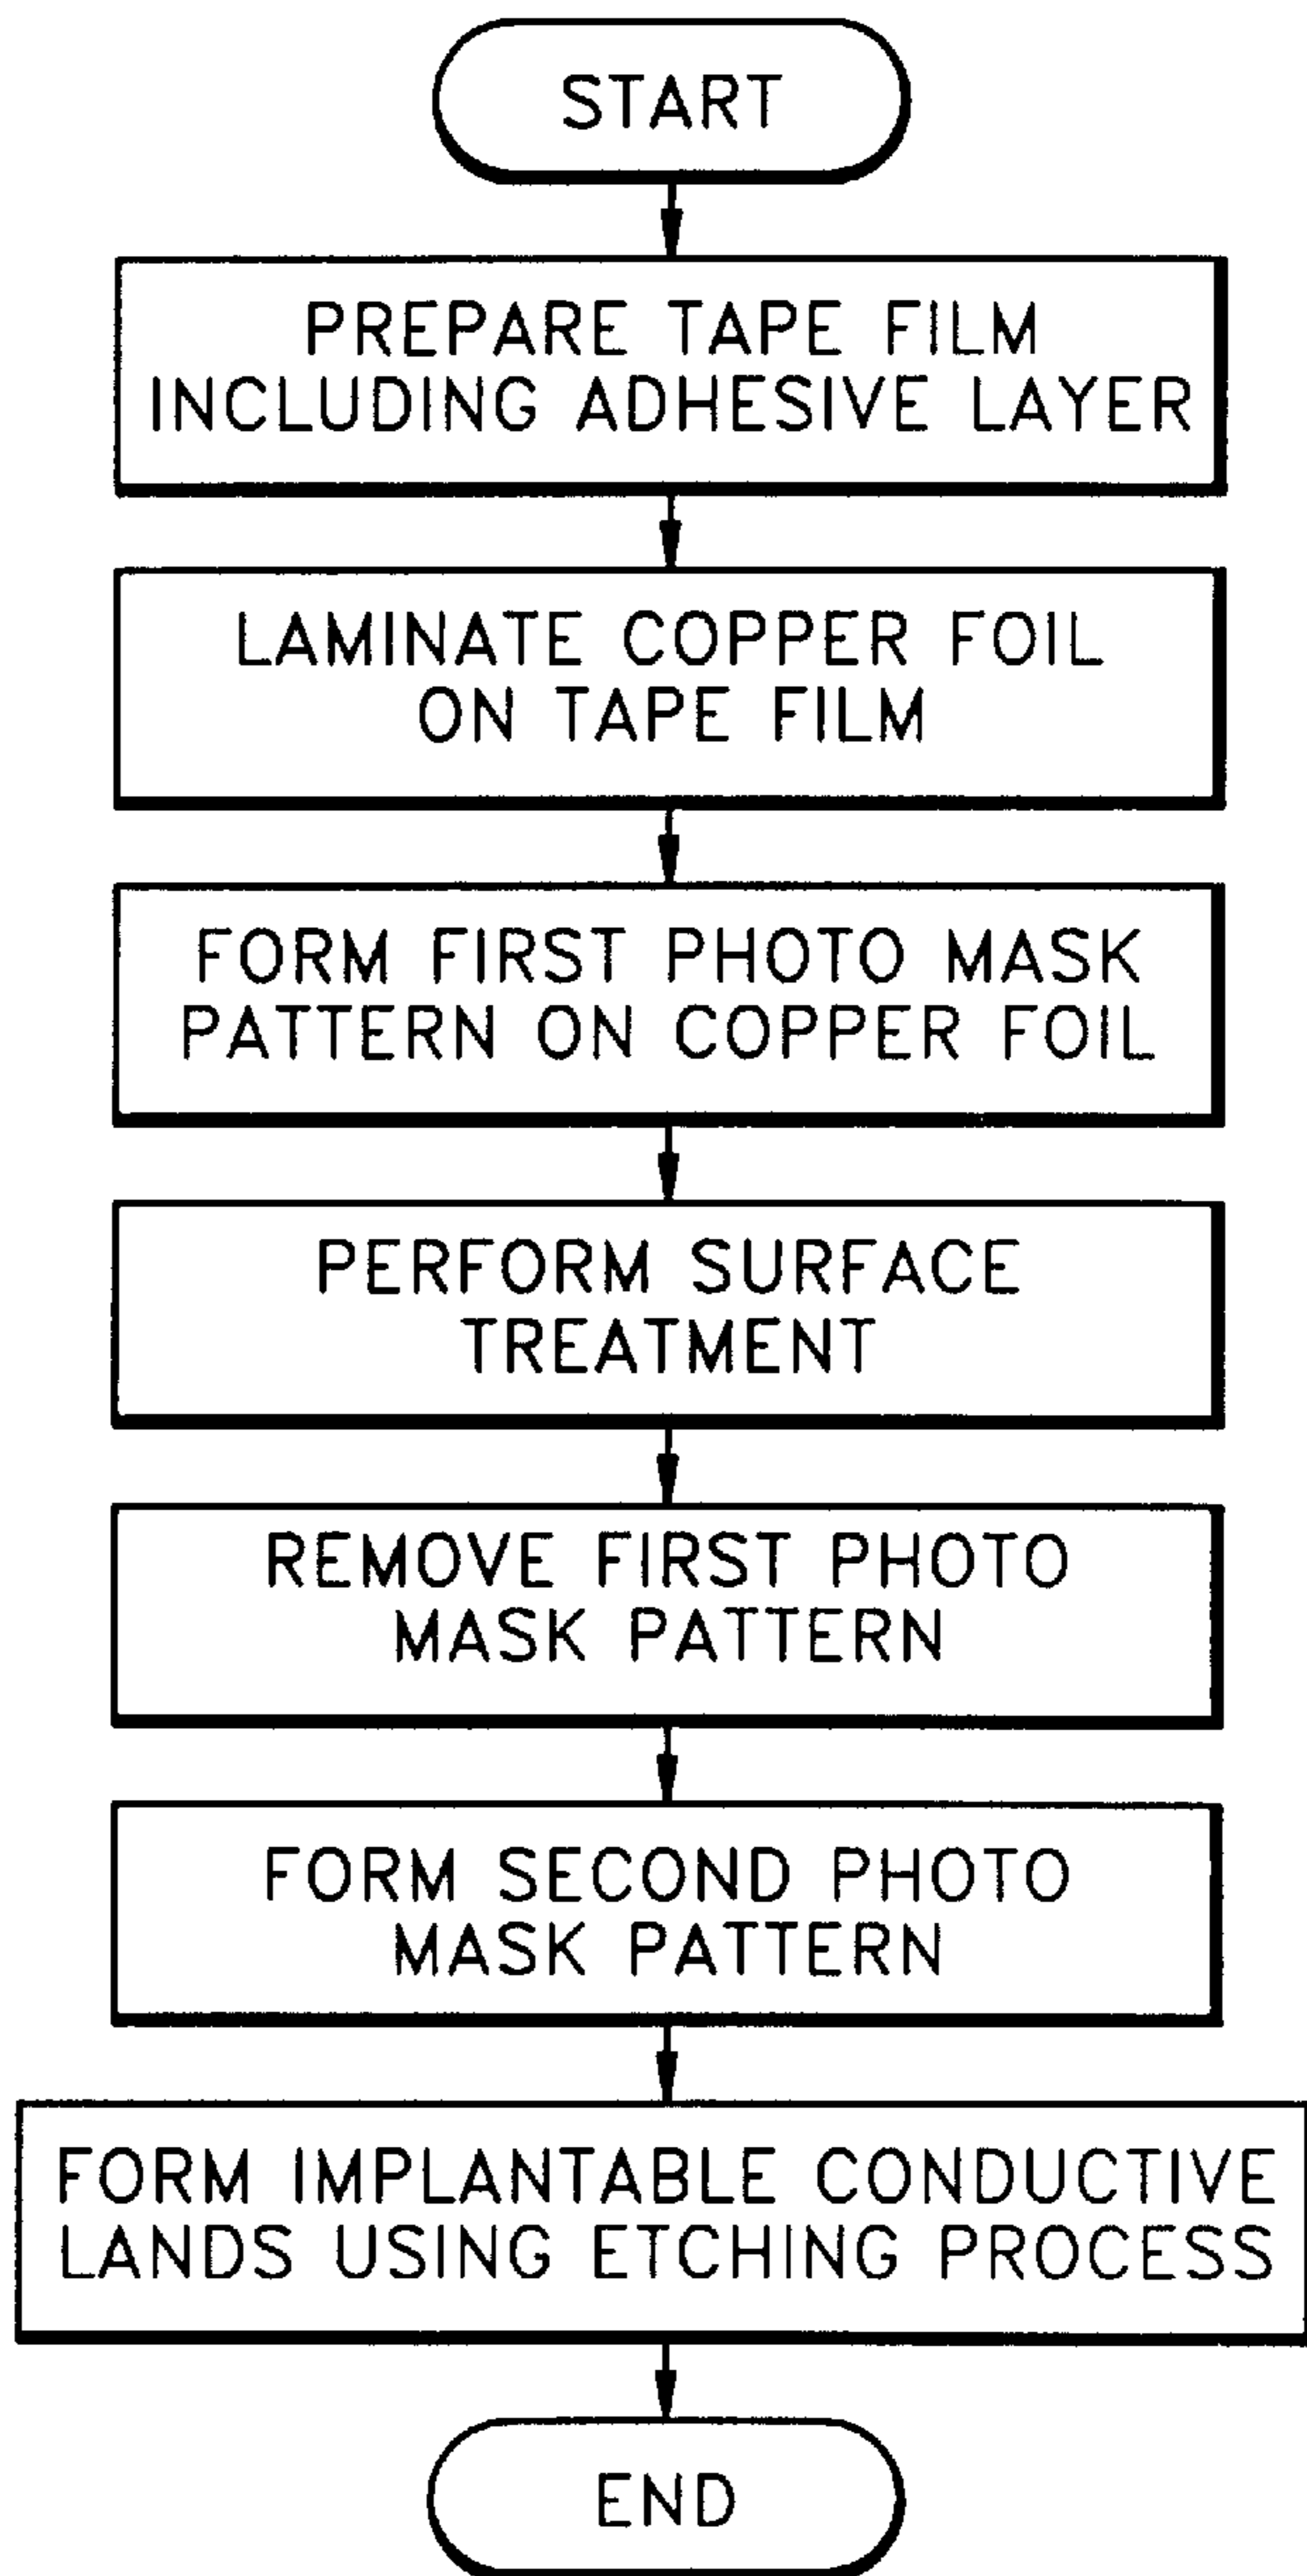 START
PREPARE TAPE FILM
INCLUDING ADHESIVE LAYER
LAMINATE COPPER FOIL
ON TAPE FILM
FORM FIRST PHOTO MASK
PATTERN ON COPPER FOIL
PERFORM SURFACE
TREATMENT
REMOVE FIRST PHOTO
MASK PATTERN
FORM SECOND PHOTO
MASK PATTERN
FORM IMPLANTABLE CONDUCTIVE
LANDS USING ETCHING PROCESS
END